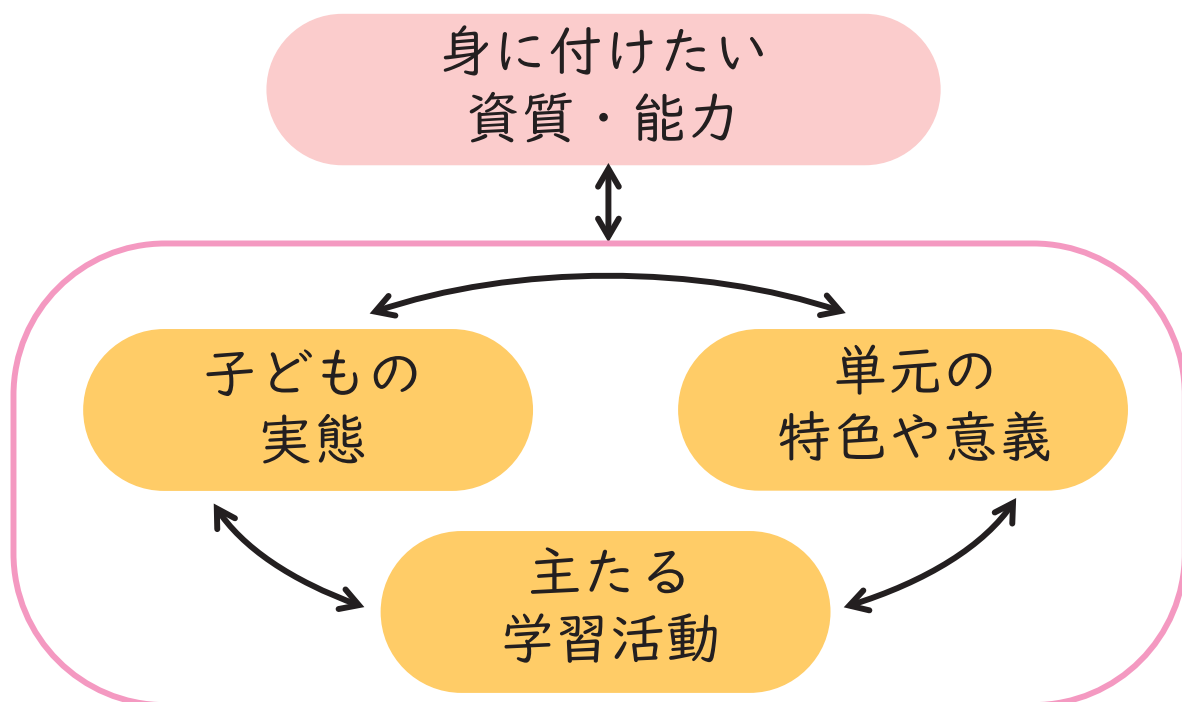 身に付けたい
資質・能力
子どもの
実態
単元の
特色や意義
主たる
学習活動